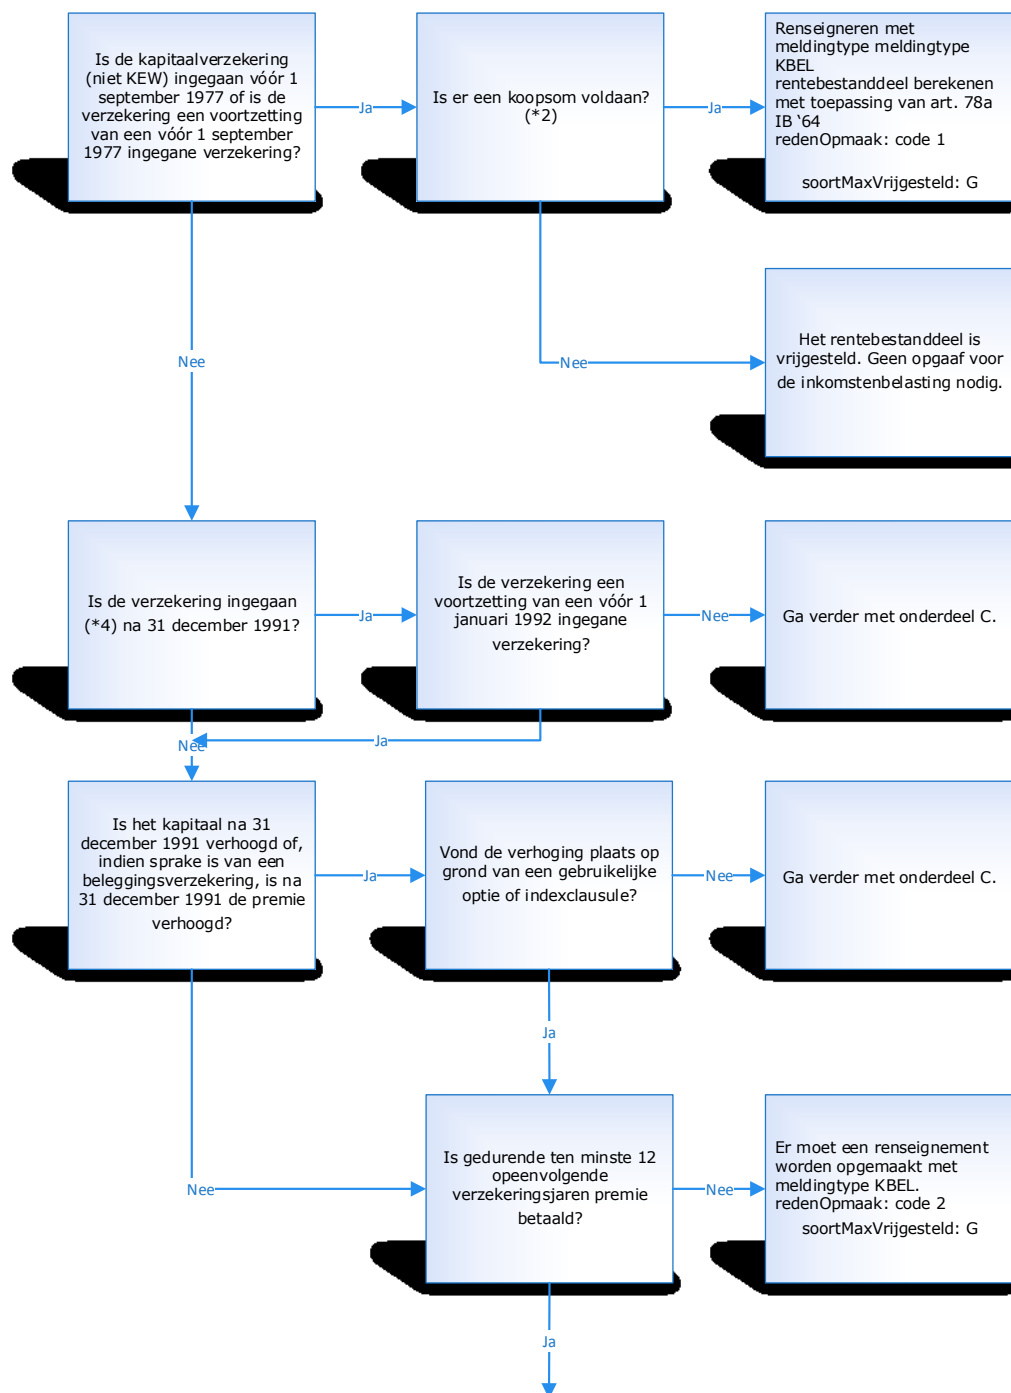 Is de kapitaalverzekering
(niet KEW) ingegaan vóór 1
september 1977 of is de
verzekering een voortzetting
van een vóór 1 september
1977 ingegane verzekering?
Ja
Is er een koopsom voldaan?
(*2)
Ja
Renseigneren met
meldingtype meldingtype
KBEL
rentebestanddeel berekenen
met toepassing van art. 78a
IB ‘64
redenOpmaak: code 1
soortMaxVrijgesteld: G
Nee
Nee
Het rentebestanddeel is
vrijgesteld. Geen opgaaf voor
de inkomstenbelasting nodig.
Is de verzekering ingegaan
(*4) na 31 december 1991?
Ja
Is de verzekering een
voortzetting van een vóór 1
januari 1992 ingegane
verzekering?
Nee
Ga verder met onderdeel C.
Nee
Ja
Is het kapitaal na 31
december 1991 verhoogd of,
indien sprake is van een
beleggingsverzekering, is na
31 december 1991 de premie
verhoogd?
Ja
Vond de verhoging plaats op
grond van een gebruikelijke
optie of indexclausule?
Nee
Ga verder met onderdeel C.
Ja
Nee
Is gedurende ten minste 12
opeenvolgende
verzekeringsjaren premie
betaald?
Nee
Er moet een renseignement
worden opgemaakt met
meldingtype KBEL.
redenOpmaak: code 2
soortMaxVrijgesteld: G
Ja